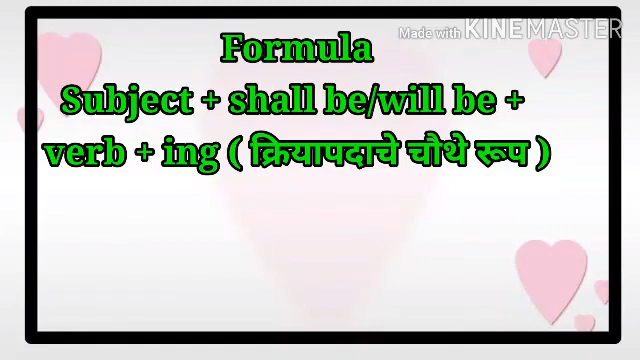 Made with KINEMASTER
Formula
Subject + shall be/will be +
verb + ing ( क्रियापदाचे चौथे रूप )